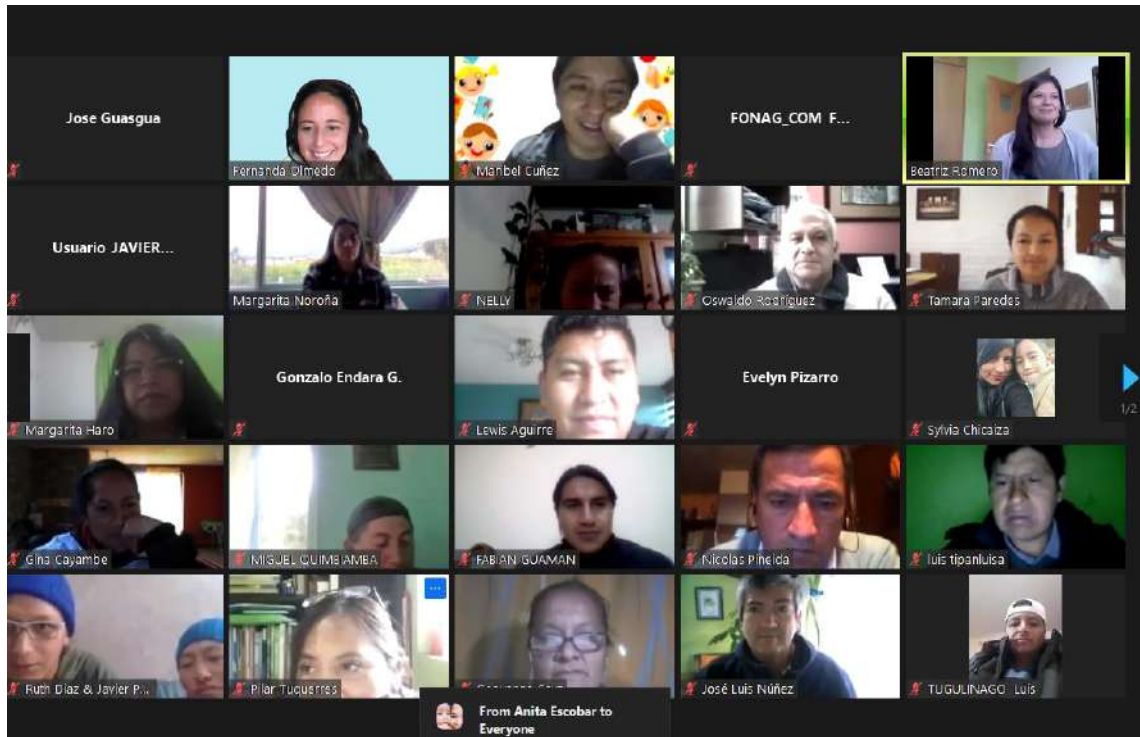 Jose Guasgua
Fernanda Olmedo
Maribel Cuñez
FONAG_COM F...
Beatriz Romero
Usuario JAVIER...
Margarita Noroña
NELLY
Oswaldo Rodríguez
Tamara Paredes
Margarita Haro
Gonzalo Endara G.
Lewis Aguirre
Evelyn Pizarro
Sylvia Chicaiza
1/2
Gina Cayambe
MIGUEL QUIMBIAMBA
FABIAN GUAMAN
Nicolas Pineida
luis tipanluisa
Ruth Diaz & Javier P...
Pilar Tuquerres
José Luis Núñez
TUGULINAGO Luis
From Anita Escobar to
Everyone